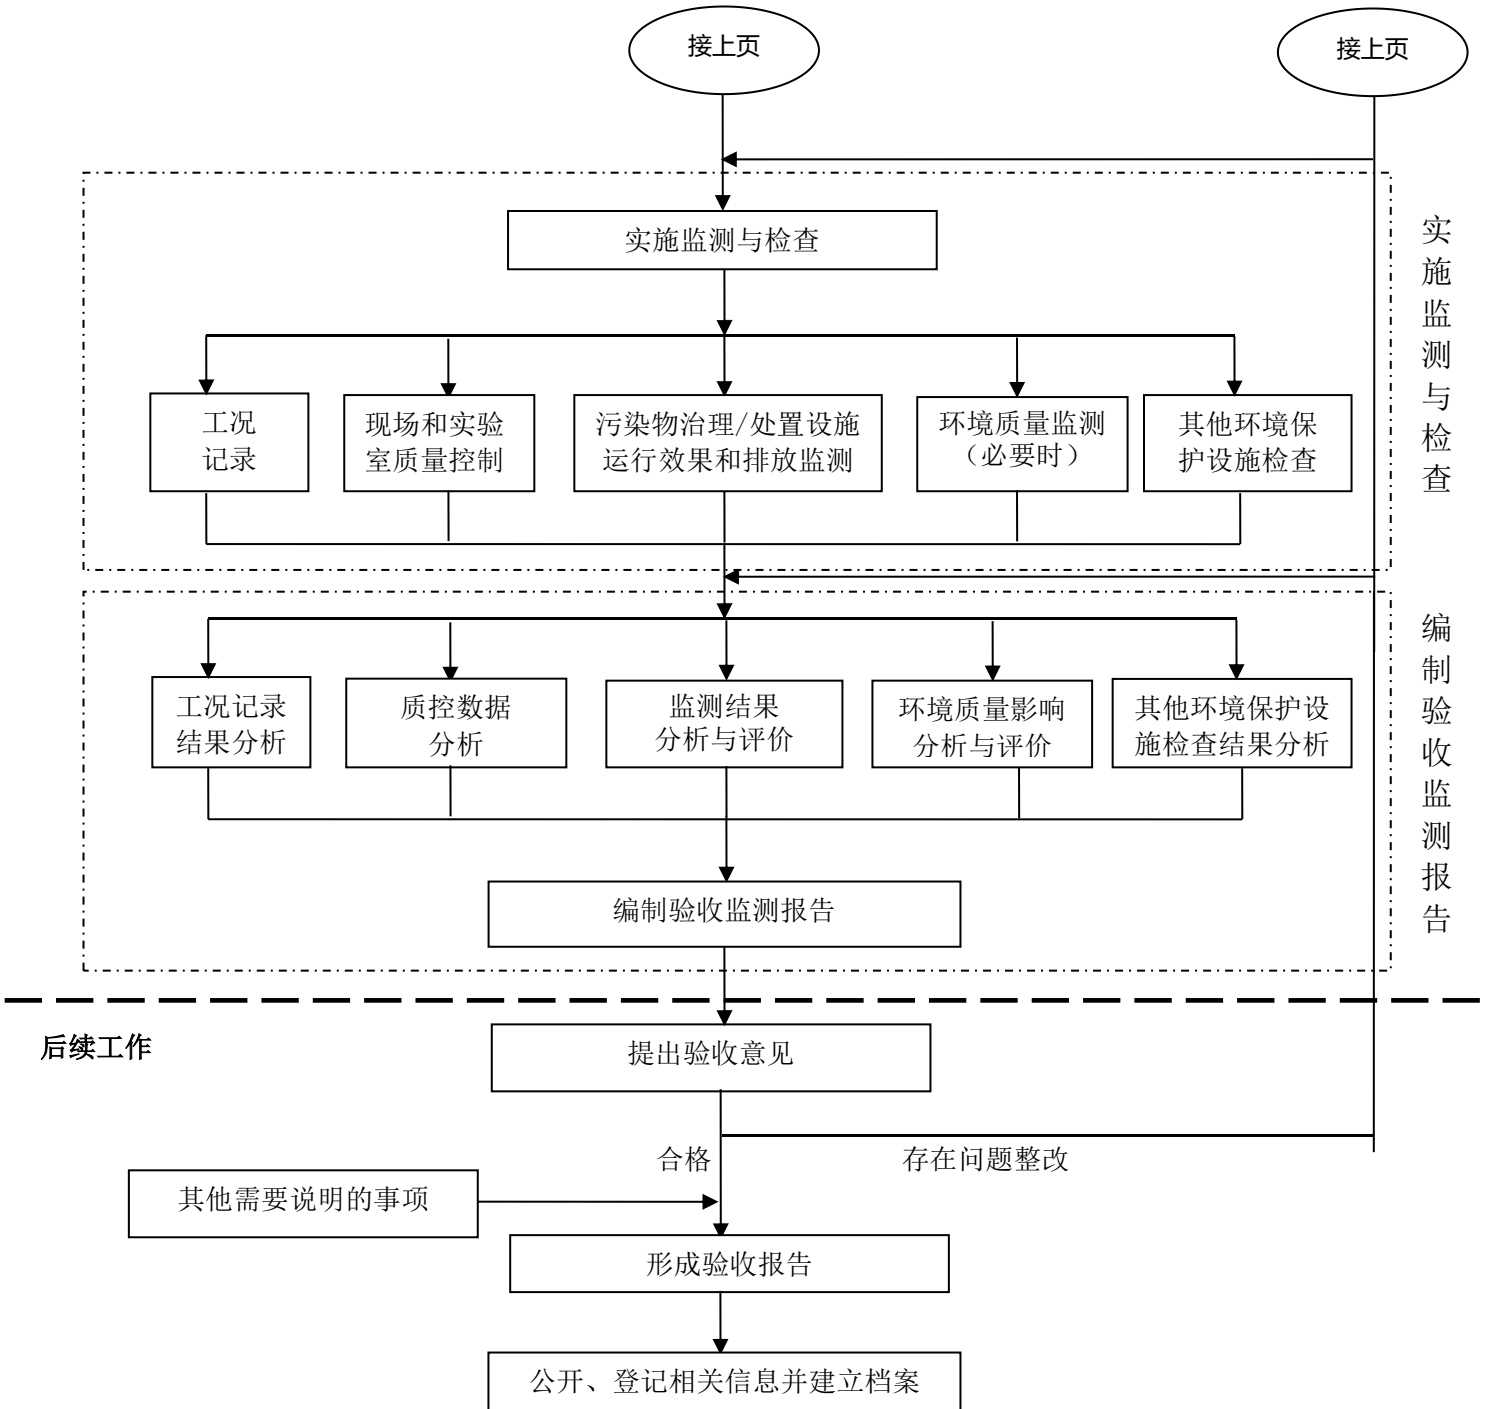 接上页
接上页
实施监测与检查
实施监测与检查
工况
记录
现场和实验
室质量控制
污染物治理/处置设施
运行效果和排放监测
环境质量监测
（必要时）
其他环境保
护设施检查
编制验收监测报告
工况记录
结果分析
质控数据
分析
监测结果
分析与评价
环境质量影响
分析与评价
其他环境保护设
施检查结果分析
编制验收监测报告
后续工作
提出验收意见
合格
存在问题整改
其他需要说明的事项
形成验收报告
公开、登记相关信息并建立档案